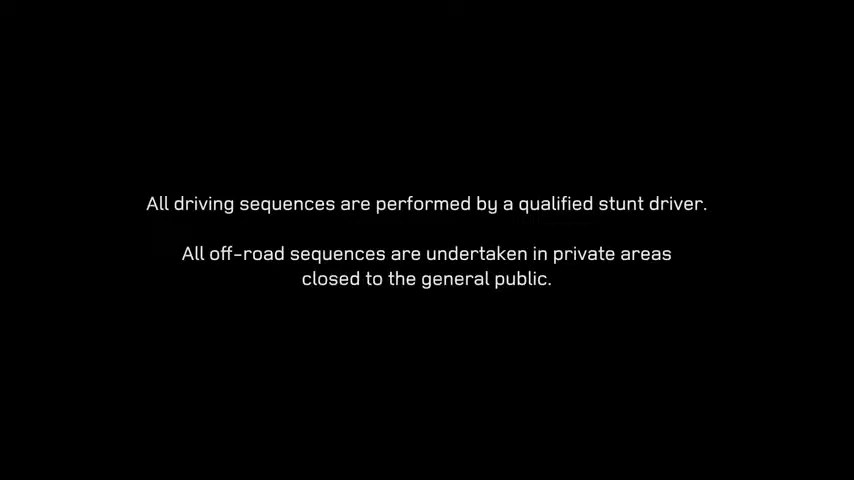 All driving sequences are performed by a qualified stunt driver.
All off-road sequences are undertaken in private areas
closed to the general public.